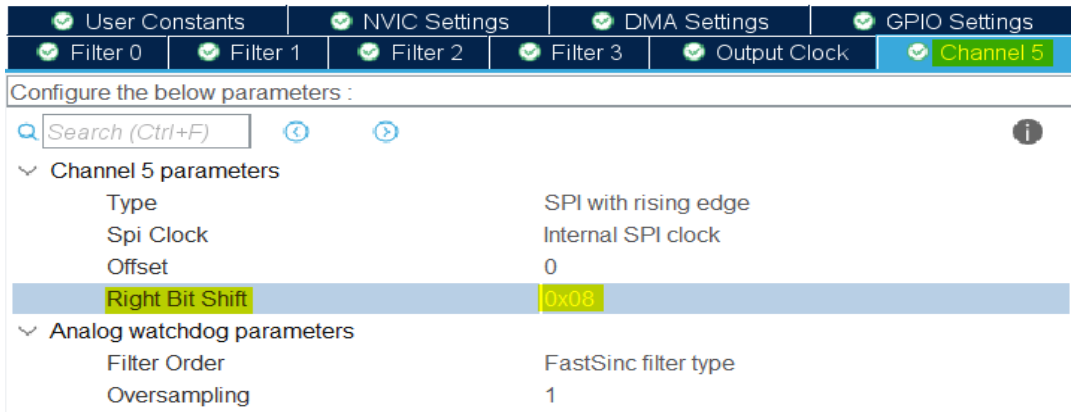 User Constants NVIC Settings DMA Settings GPIO Settings
Filter 0 Filter 1 Filter 2 Filter 3 Output Clock Channel 5
Configure the below parameters :
Search (Ctrl+F)
Channel 5 parameters
Type SPI with rising edge
Spi Clock Internal SPI clock
Offset 0
Right Bit Shift 0x08
Analog watchdog parameters
Filter Order FastSinc filter type
Oversampling 1